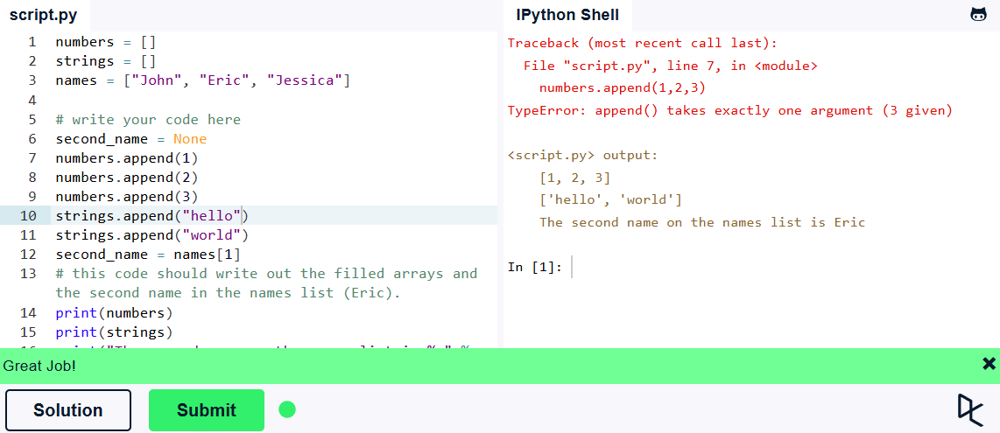 script.py
1 numbers = []
2 strings = []
3 names = ["John", "Eric", "Jessica"]
4
5 # write your code here
6 second_name = None
7 numbers.append(1)
8 numbers.append(2)
9 numbers.append(3)
10 strings.append("hello")
11 strings.append("world")
12 second_name = names[1]
13 # this code should write out the filled arrays and
the second name in the names list (Eric).
14 print(numbers)
15 print(strings)
IPython Shell
Traceback (most recent call last):
File "script.py", line 7, in <module>
numbers.append(1,2,3)
TypeError: append() takes exactly one argument (3 given)
<script.py> output:
[1, 2, 3]
['hello', 'world']
The second name on the names list is Eric
In [1]:
Great Job!
Solution
Submit